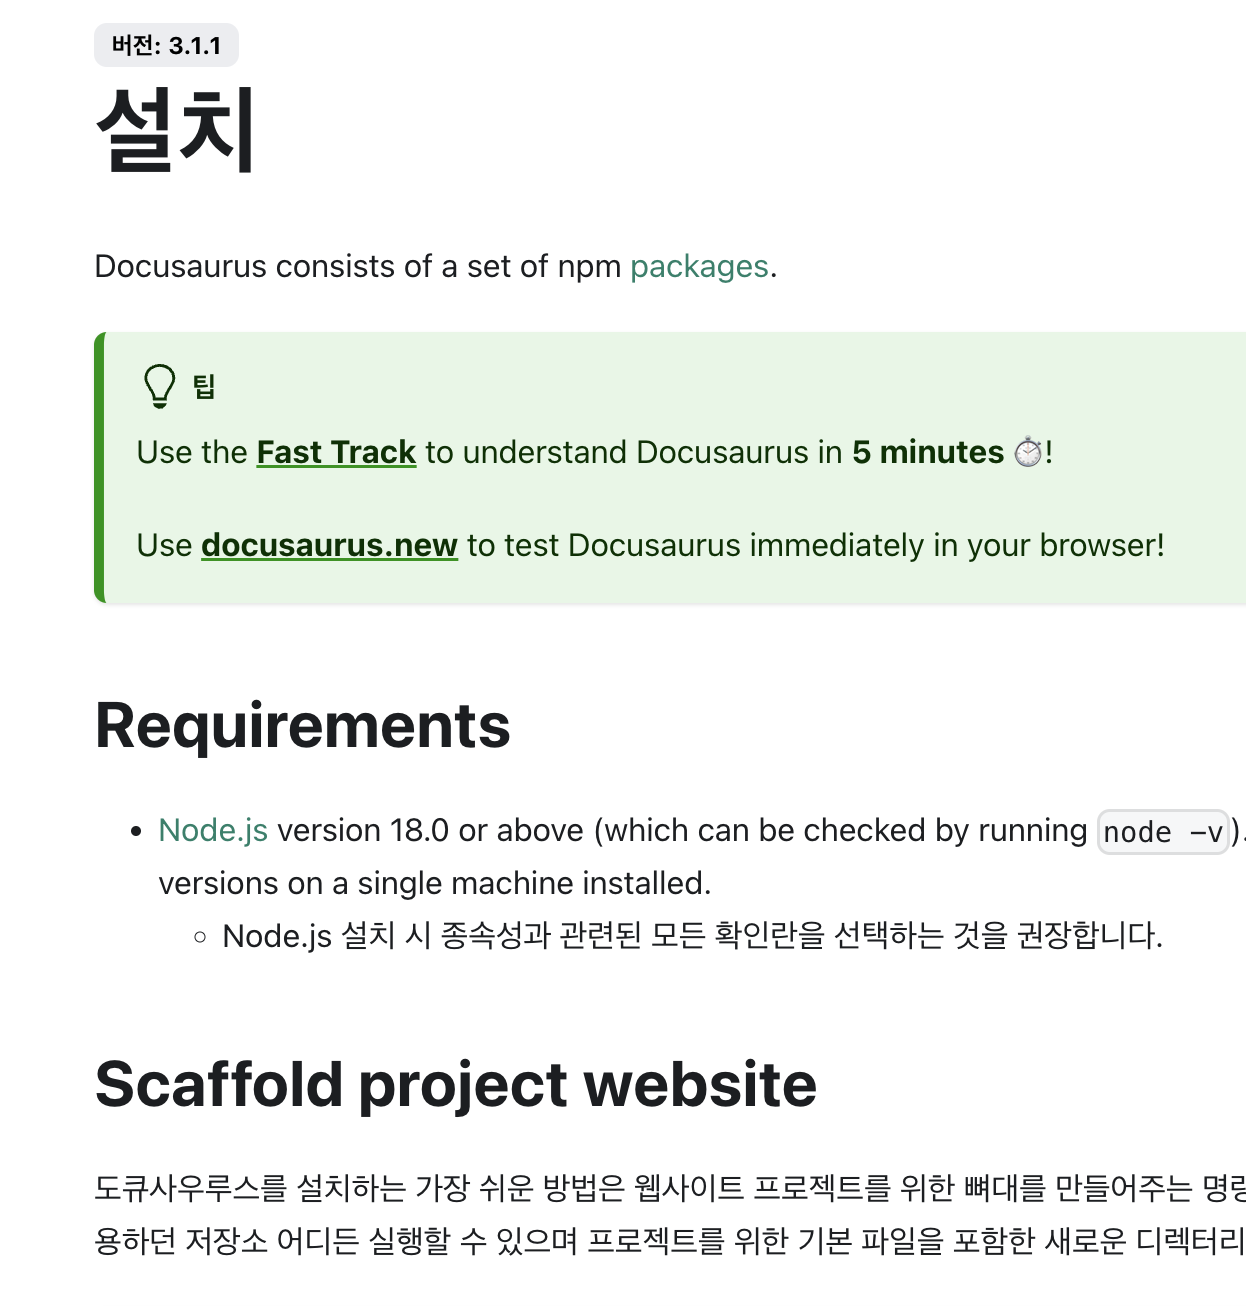 버전: 3.1.1
설치
Docusaurus consists of a set of npm packages.
팁
Use the Fast Track to understand Docusaurus in 5 minutes ⏱️!
Use docusaurus.new to test Docusaurus immediately in your browser!
Requirements
Node.js version 18.0 or above (which can be checked by running node -v).
versions on a single machine installed.
Node.js 설치 시 종속성과 관련된 모든 확인란을 선택하는 것을 권장합니다.
Scaffold project website
도큐사우루스를 설치하는 가장 쉬운 방법은 웹사이트 프로젝트를 위한 뼈대를 만들어주는
용하던 저장소 어디든 실행할 수 있으며 프로젝트를 위한 기본 파일을 포함한 새로운 디렉터리